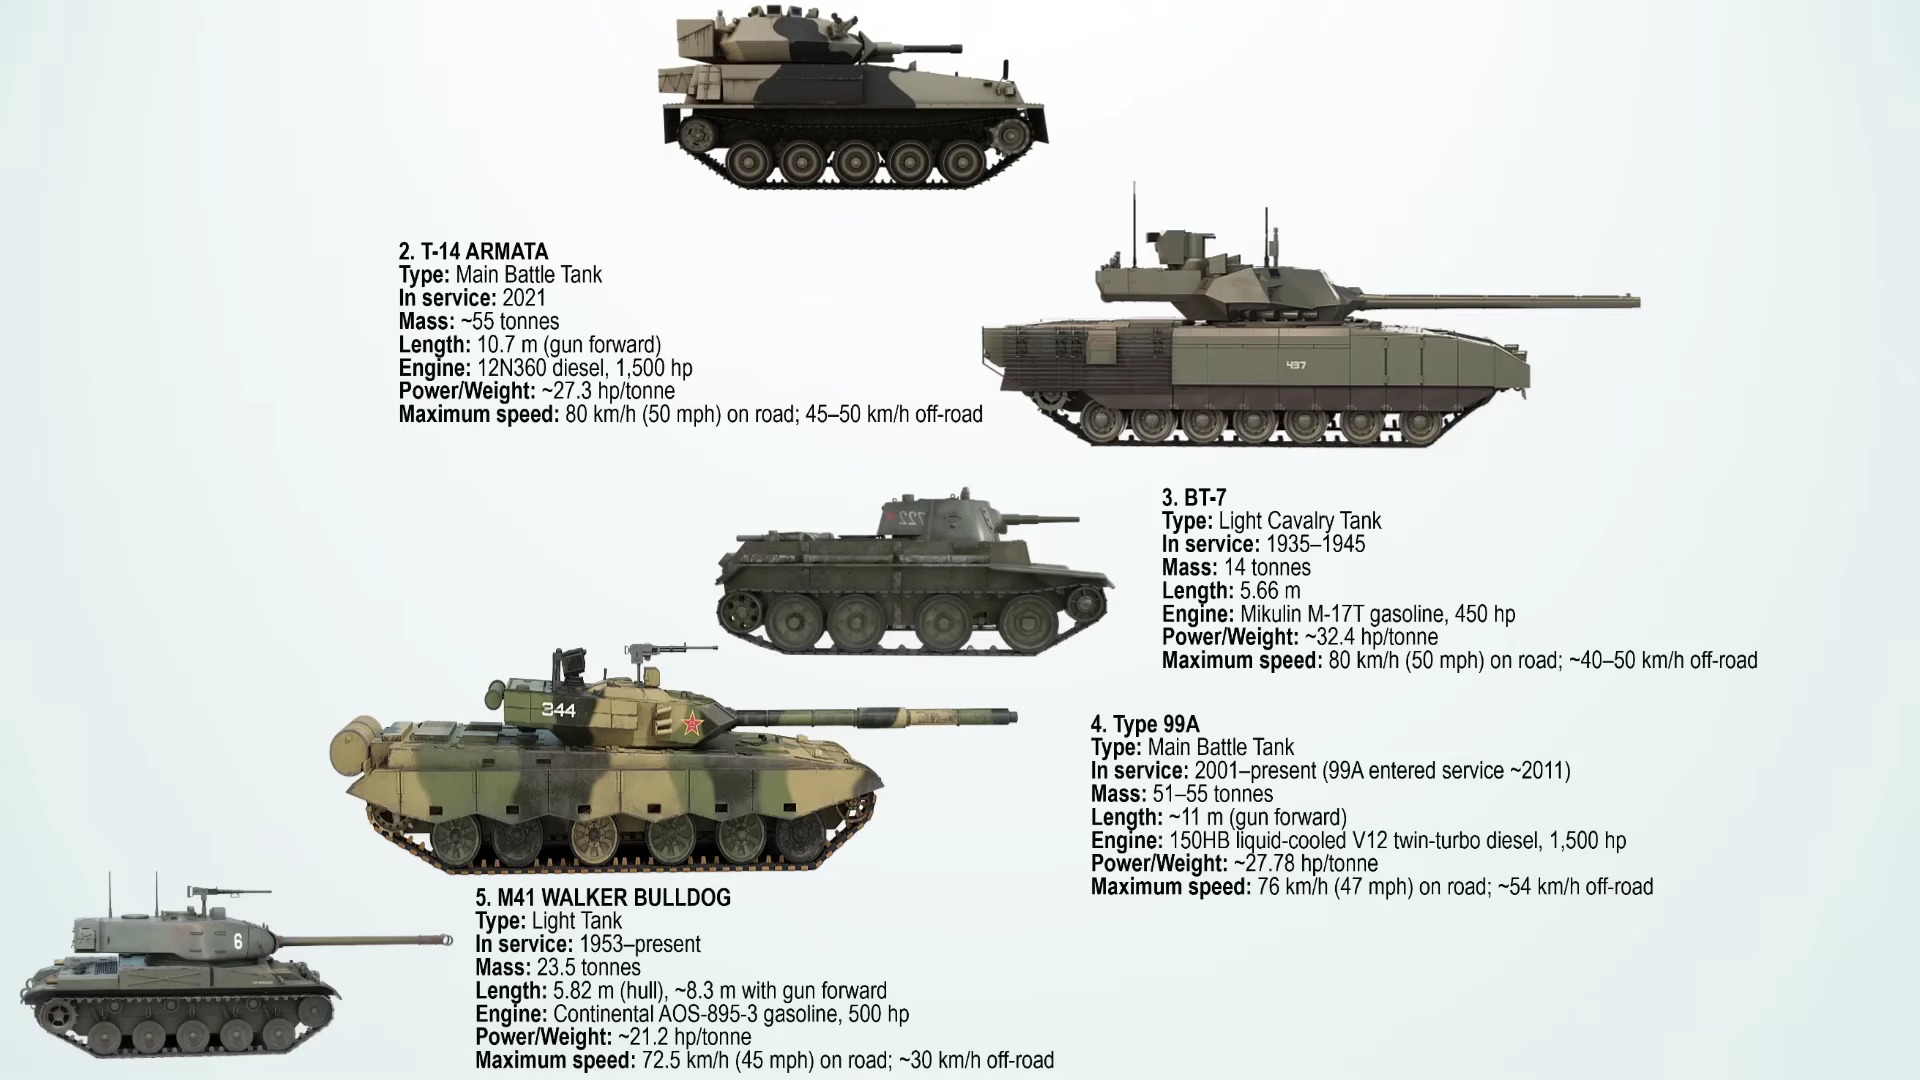 2. T-14 ARMATA
Type: Main Battle Tank
In service: 2021
Mass: ~55 tonnes
Length: 10.7 m (gun forward)
Engine: 12N360 diesel, 1,500 hp
Power/Weight: ~27.3 hp/tonne
Maximum speed: 80 km/h (50 mph) on road; 45–50 km/h off-road
437
722
3. BT-7
Type: Light Cavalry Tank
In service: 1935–1945
Mass: 14 tonnes
Length: 5.66 m
Engine: Mikulin M-17T gasoline, 450 hp
Power/Weight: ~32.4 hp/tonne
Maximum speed: 80 km/h (50 mph) on road; ~40–50 km/h off-road
344
4. Type 99A
Type: Main Battle Tank
In service: 2001–present (99A entered service ~2011)
Mass: 51–55 tonnes
Length: ~11 m (gun forward)
Engine: 150HB liquid-cooled V12 twin-turbo diesel, 1,500 hp
Power/Weight: ~27.78 hp/tonne
Maximum speed: 76 km/h (47 mph) on road; ~54 km/h off-road
6
5. M41 WALKER BULLDOG
Type: Light Tank
In service: 1953–present
Mass: 23.5 tonnes
Length: 5.82 m (hull), ~8.3 m with gun forward
Engine: Continental AOS-895-3 gasoline, 500 hp
Power/Weight: ~21.2 hp/tonne
Maximum speed: 72.5 km/h (45 mph) on road; ~30 km/h off-road